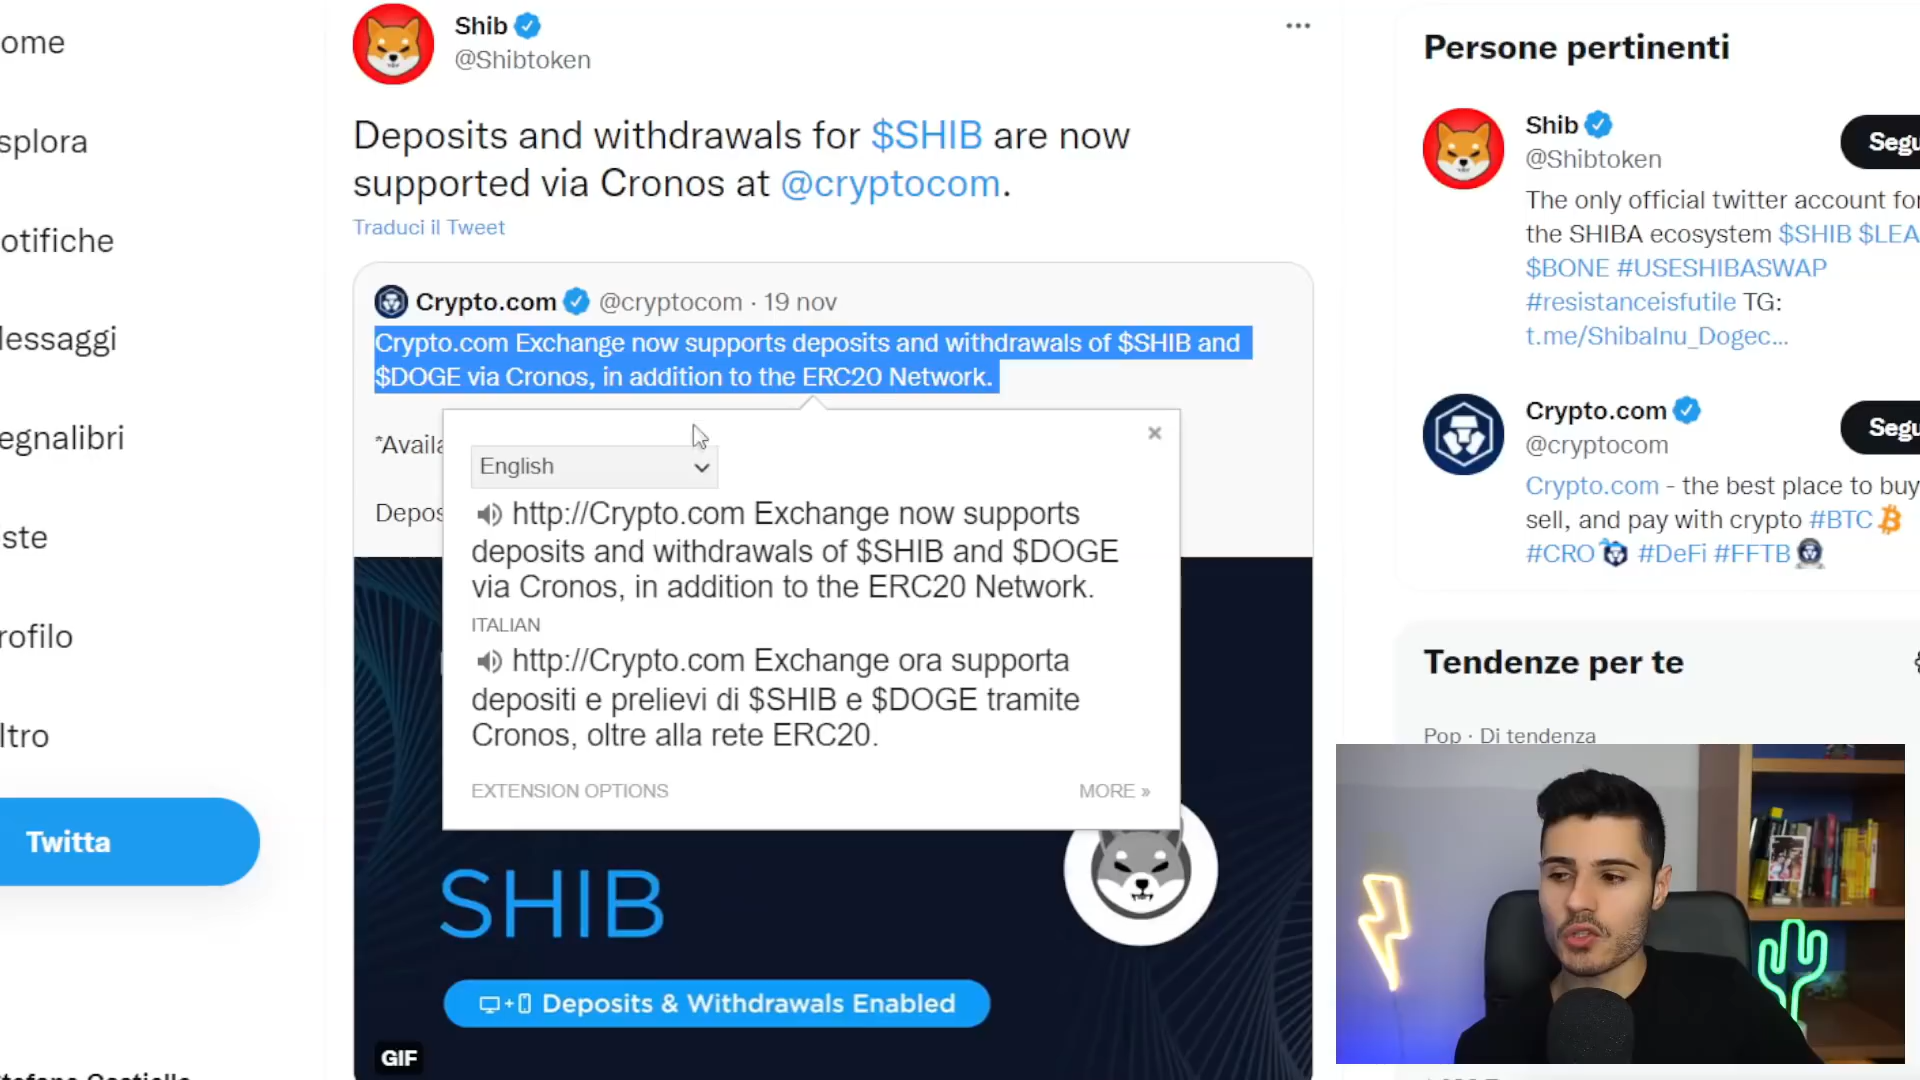 ome
splora
otifiche
essaggi
egnalibri
ste
rofilo
ltro
Twitta
Shib
@Shibtoken
Deposits and withdrawals for $SHIB are now
supported via Cronos at @cryptocom.
Traduci il Tweet
Crypto.com @cryptocom · 19 nov
Crypto.com Exchange now supports deposits and withdrawals of $SHIB and
$DOGE via Cronos, in addition to the ERC20 Network.
*Availa
Depos
English
http://Crypto.com Exchange now supports
deposits and withdrawals of $SHIB and $DOGE
via Cronos, in addition to the ERC20 Network.
ITALIAN
http://Crypto.com Exchange ora supporta
depositi e prelievi di $SHIB e $DOGE tramite
Cronos, oltre alla rete ERC20.
EXTENSION OPTIONS
MORE »
SHIB
Deposits & Withdrawals Enabled
GIF
Persone pertinenti
Shib
@Shibtoken
Segu
The only official twitter account for
the SHIBA ecosystem $SHIB $LEA
$BONE #USESHIBASWAP
#resistanceisfutile TG:
t.me/ShibaInu_Dogec...
Crypto.com
@cryptocom
Segu
Crypto.com - the best place to buy
sell, and pay with crypto #BTC
#CRO #DeFi #FFTB
Tendenze per te
Pop · Di tendenza